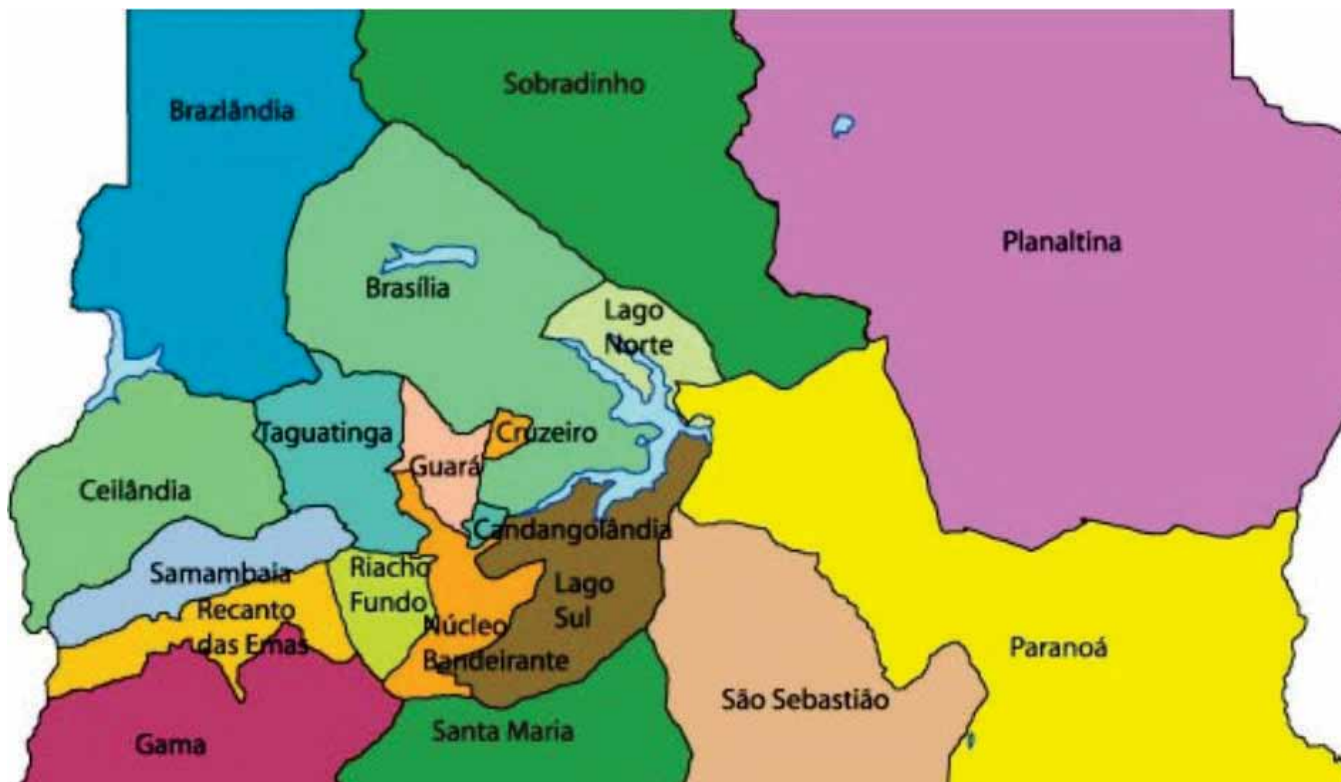 Sobradinho
Brazlândia
Planaltina
Brasília
Lago
Norte
Taguatinga
Cruzeiro
Guará
Ceilândia
Candangolândia
Samambaia
Riacho
Fundo
Lago
Sul
Recanto
das Emas
Núcleo
Bandeirante
Paranoá
São Sebastião
Santa Maria
Gama